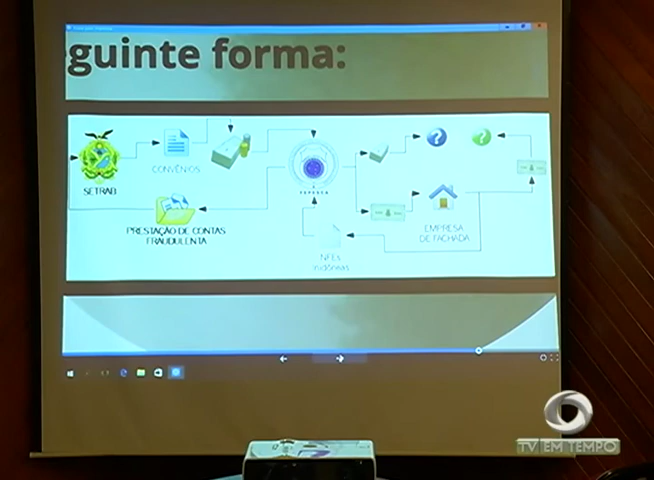 guinte forma:
SETRAB
CONVÊNIOS
PRESTAÇÃO DE CONTAS
FRAUDULENTA
EMPRESA
DE FACHADA
NFEs
Inidôneas
TV EM TEMPO